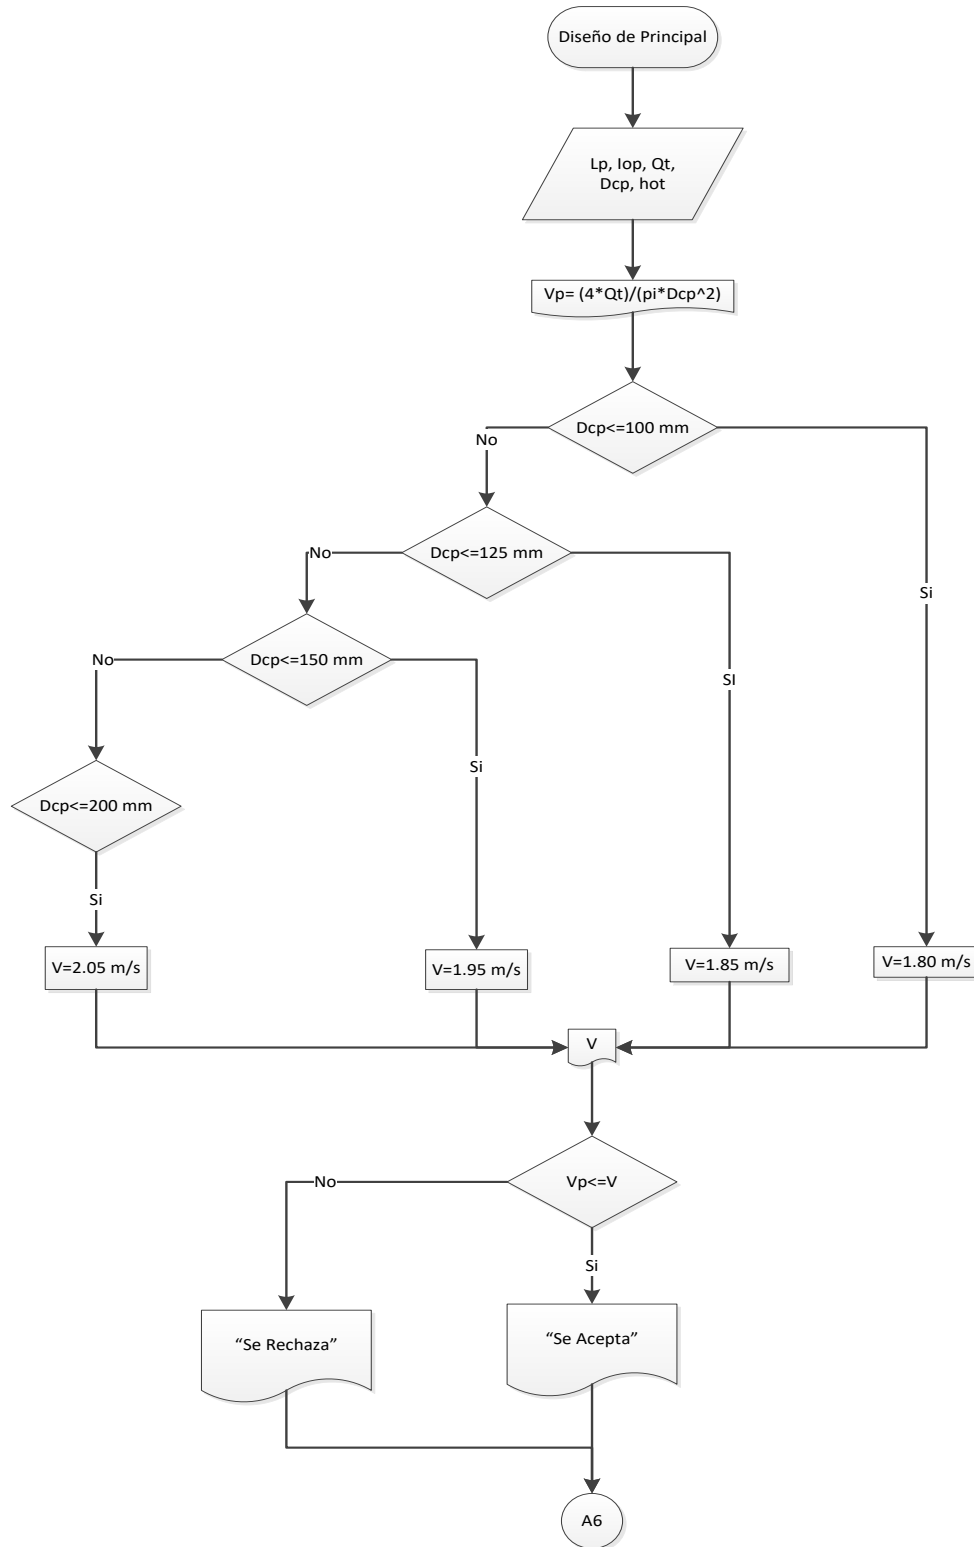 Diseño de Principal
Lp, Iop, Qt,
Dcp, hot
Vp= (4*Qt)/(pi*Dcp^2)
Dcp<=100 mm
No
Dcp<=125 mm
No
Dcp<=150 mm
No
Si
SI
Si
Dcp<=200 mm
Si
V=2.05 m/s
V=1.95 m/s
V=1.85 m/s
V=1.80 m/s
V
Vp<=V
No
Si
“Se Rechaza”
“Se Acepta”
A6